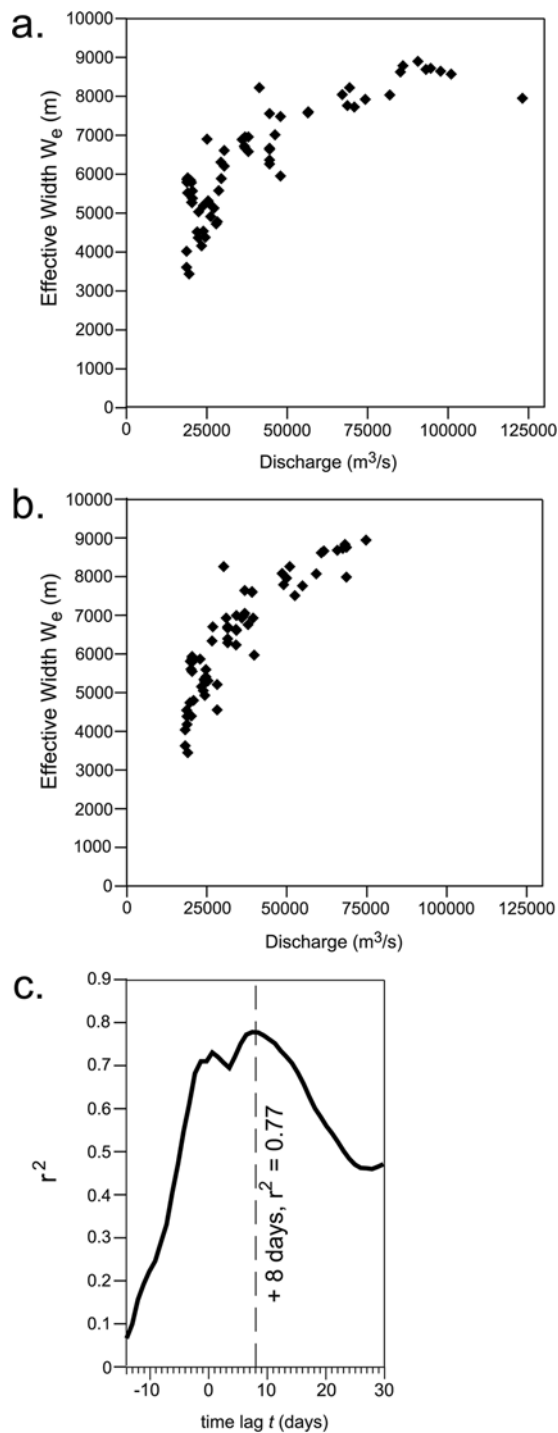 a.
10000
9000
8000
7000
6000
5000
4000
3000
2000
1000
0
Effective Width Wₑ (m)
0 25000 50000 75000 100000 125000
Discharge (m³/s)
b.
10000
9000
8000
7000
6000
5000
4000
3000
2000
1000
0
Effective Width Wₑ (m)
0 25000 50000 75000 100000 125000
Discharge (m³/s)
c.
0.9
0.8
0.7
0.6
0.5
0.4
0.3
0.2
0.1
0
r²
+ 8 days, r² = 0.77
-10 0 10 20 30
time lag t (days)